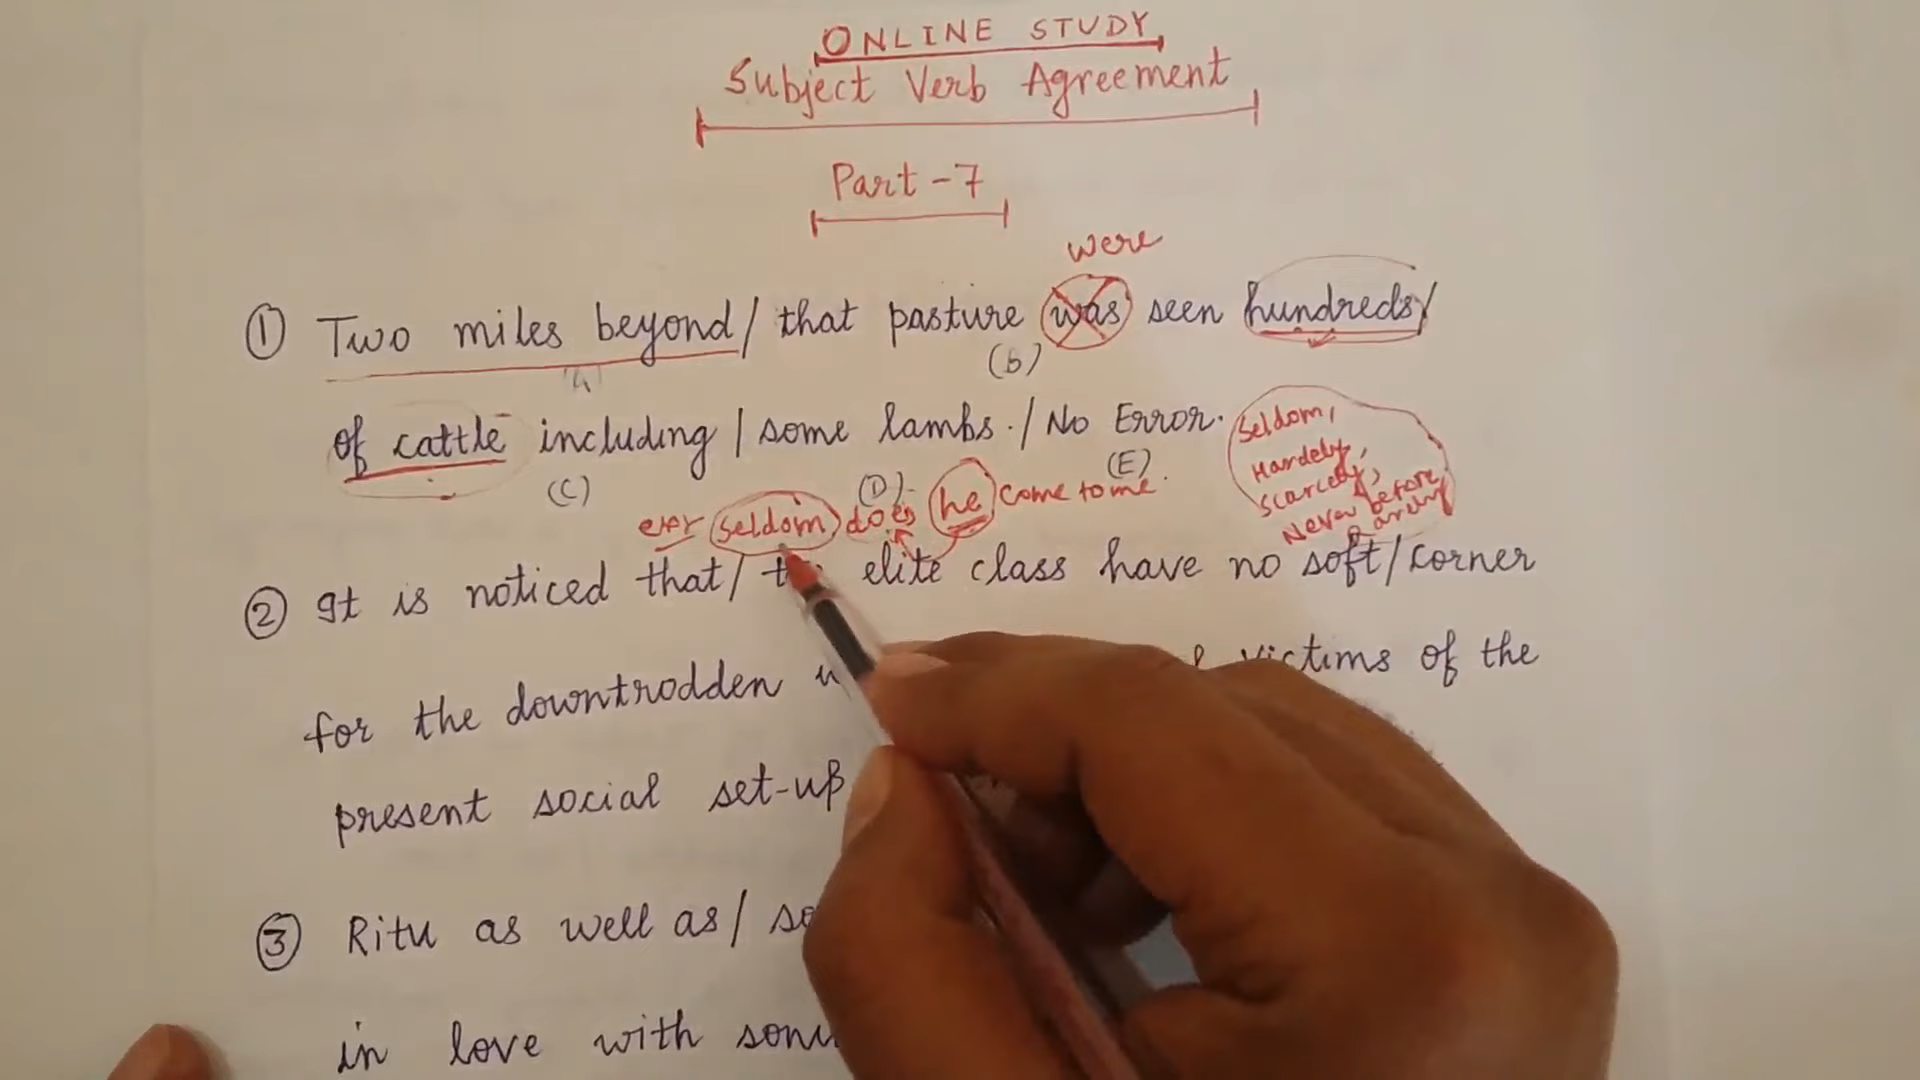 ONLINE STUDY
Subject Verb Agreement
Part-7
were
① Two miles beyond/ that pasture was seen hundreds/
(A) (B)
of cattle including/ some lambs./ No Error.
(C) (D) (E)
Seldom,
Hardely,
Scarcely,
Never before
seldom does he come to me.
② It is noticed that/ elite class have no soft/ corner
for the downtrodden victims of the
present social set-up
③ Ritu as well as/
in love with